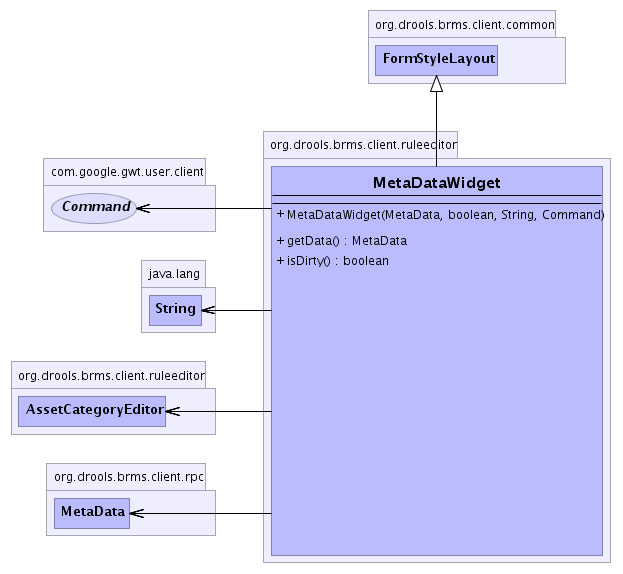 org.drools.brms.client.common
FormStyleLayout
org.drools.brms.client.ruleeditor
MetaDataWidget
+ MetaDataWidget(MetaData, boolean, String, Command)
+ getData() : MetaData
+ isDirty() : boolean
com.google.gwt.user.client
Command
java.lang
String
org.drools.brms.client.ruleeditor
AssetCategoryEditor
org.drools.brms.client.rpc
MetaData